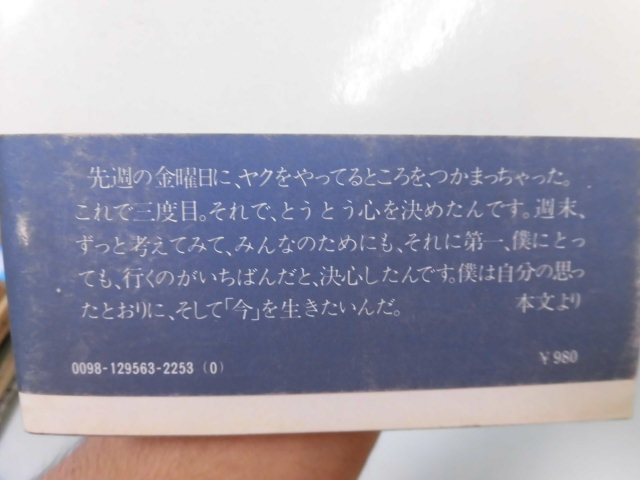 先週の金曜日に、ヤクをやってるところを、つかまっちゃった。
これで三度目。それで、とうとう心を決めたんです。週末、
ずっと考えてみて、みんなのためにも、それに第一、僕にとっ
ても、行くのがいちばんだと、決心したんです。僕は自分の思っ
たとおりに、そして「今」を生きたいんだ。 本文より
0098-129563-2253 (0) ￥980